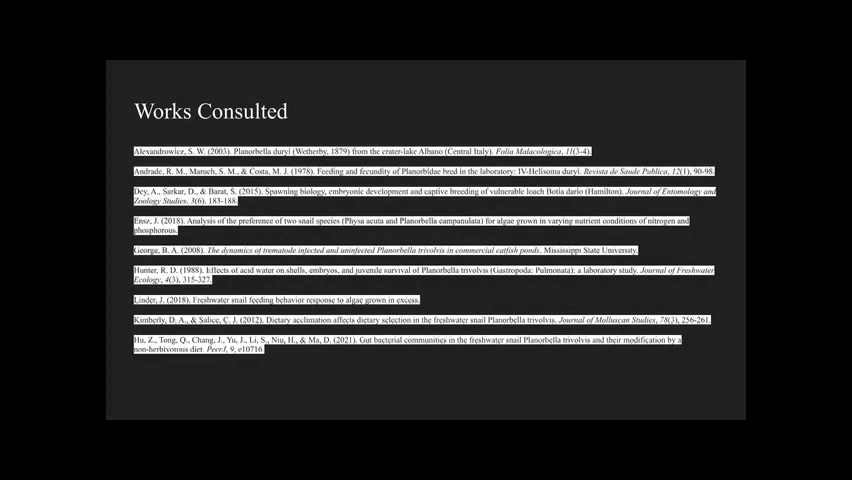 Works Consulted
Alexandrowicz, S. W. (2003). Planorbella duryi (Wetherby, 1879) from the crater-lake Albano (Central Italy). Folia Malacologica, 11(3-4).
Andrade, R. M., Maruch, S. M., & Costa, M. J. (1978). Feeding and fecundity of Planorbidae bred in the laboratory: IV-Helisoma duryi. Revista de Saude Publica, 12(1), 90-98.
Dey, A., Sarkar, D., & Barat, S. (2015). Spawning biology, embryonic development and captive breeding of vulnerable loach Botia dario (Hamilton). Journal of Entomology and
Zoology Studies. 3(6), 183-188.
Ensz, J. (2018). Analysis of the preference of two snail species (Physa acuta and Planorbella campanulata) for algae grown in varying nutrient conditions of nitrogen and
phosphorous.
George, B. A. (2008). The dynamics of trematode infected and uninfected Planorbella trivolvis in commercial catfish ponds. Mississippi State University.
Hunter, R. D. (1988). Effects of acid water on shells, embryos, and juvenile survival of Planorbella trivolvis (Gastropoda: Pulmonata): a laboratory study. Journal of Freshwater
Ecology, 4(3), 315-327.
Linder, J. (2018). Freshwater snail feeding behavior response to algae grown in excess.
Kimberly, D. A., & Salice, C. J. (2012). Dietary acclimation affects dietary selection in the freshwater snail Planorbella trivolvis. Journal of Molluscan Studies, 78(3), 256-261.
Hu, Z., Tong, Q., Chang, J., Yu, J., Li, S., Niu, H., & Ma, D. (2021). Gut bacterial communities in the freshwater snail Planorbella trivolvis and their modification by a
non-herbivorous diet. PeerJ, 9, e10716.